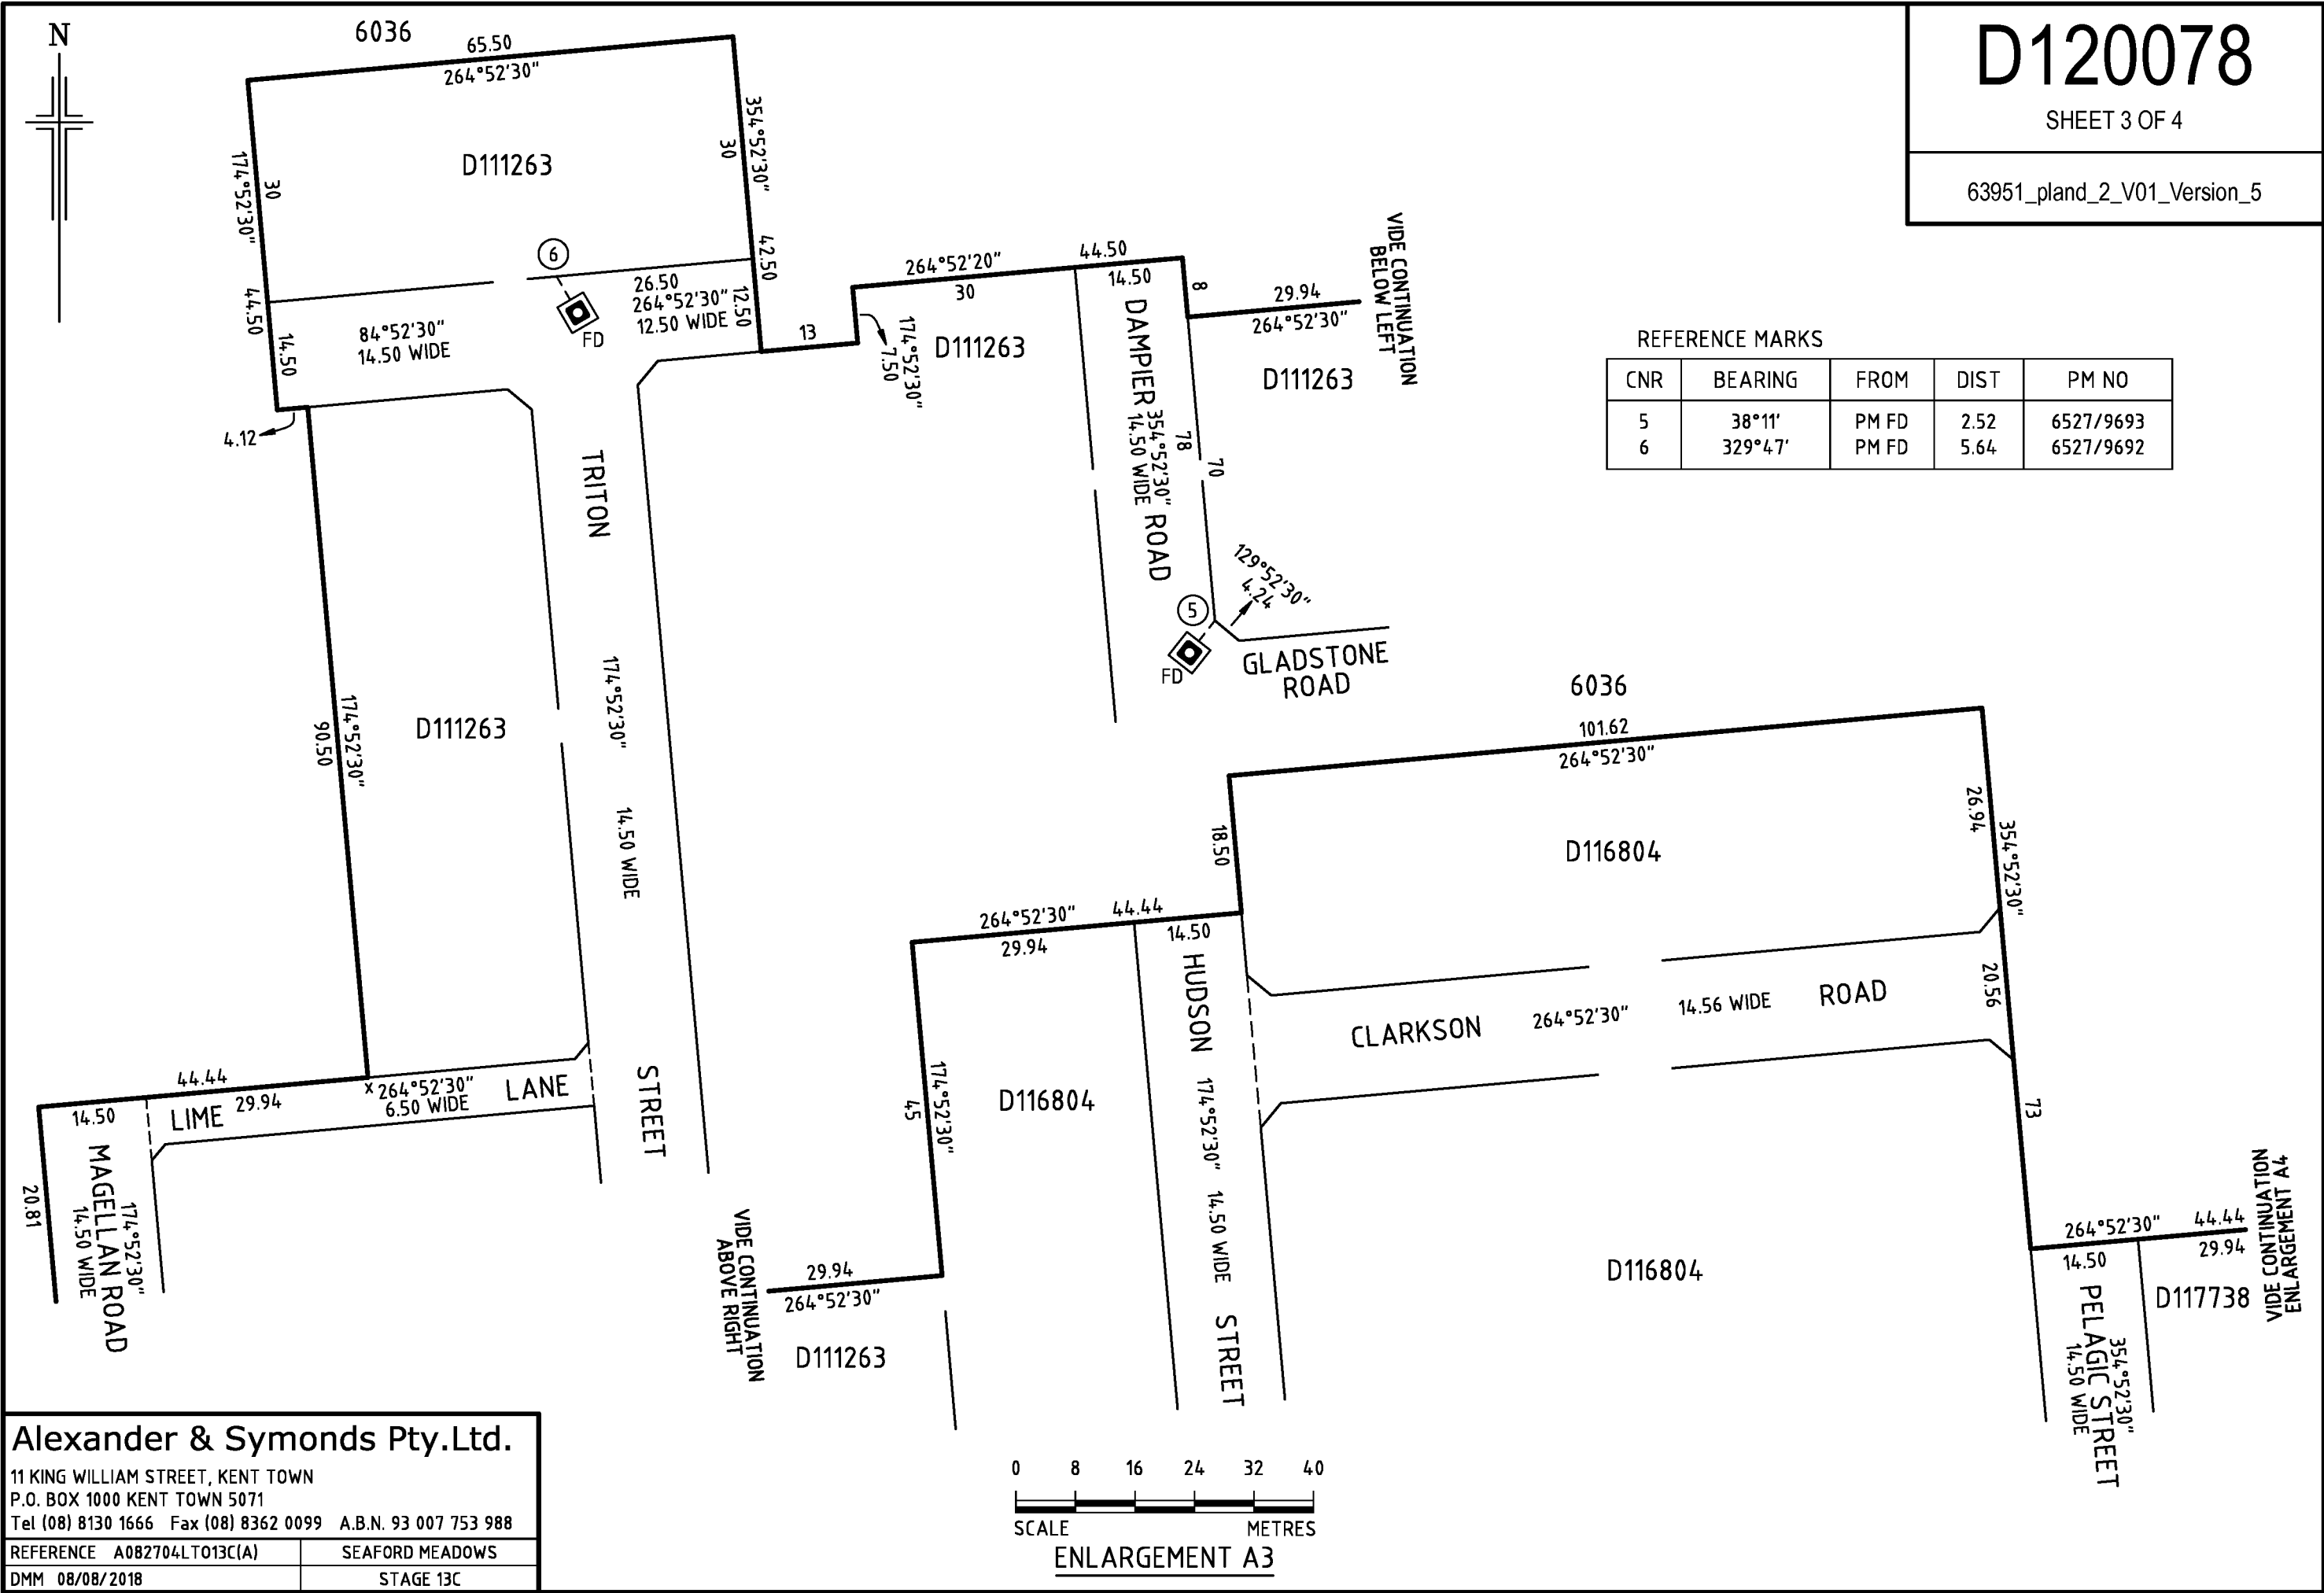 D120078
SHEET 3 OF 4
63951_pland_2_V01_Version_5
N
6036
65.50
264°52'30"
174°52'30"
30
44.50
14.50
D111263
354°52'30"
30
42.50
12.50
6
26.50
264°52'30"
12.50 WIDE
FD
84°52'30"
14.50 WIDE
4.12
13
174°52'30"
7.50
264°52'20"
44.50
30
14.50
D111263
8
29.94
264°52'30"
D111263
VIDE CONTINUATION
BELOW LEFT
DAMPIER ROAD
354°52'30"
14.50 WIDE
78
70
5
FD
129°52'30"
4.24
GLADSTONE
ROAD
REFERENCE MARKS
CNR BEARING FROM DIST PM NO
5 38°11' PM FD 2.52 6527/9693
6 329°47' PM FD 5.64 6527/9692
TRITON STREET
174°52'30" 14.50 WIDE
D111263
174°52'30"
90.50
44.44
14.50
LIME LANE
29.94
x 264°52'30"
6.50 WIDE
20.81
MAGELLAN ROAD
174°52'30"
14.50 WIDE
6036
101.62
264°52'30"
18.50
D116804
26.94
354°52'30"
20.56
73
264°52'30" 44.44
29.94
14.50
HUDSON STREET
174°52'30" 14.50 WIDE
CLARKSON ROAD
264°52'30" 14.56 WIDE
D116804
174°52'30"
45
29.94
264°52'30"
VIDE CONTINUATION
ABOVE RIGHT
D111263
D116804
264°52'30" 44.44
14.50
29.94
D117738
PELAGIC STREET
354°52'30"
14.50 WIDE
VIDE CONTINUATION
ENLARGEMENT A4
Alexander & Symonds Pty.Ltd.
11 KING WILLIAM STREET, KENT TOWN
P.O. BOX 1000 KENT TOWN 5071
Tel (08) 8130 1666 Fax (08) 8362 0099 A.B.N. 93 007 753 988
REFERENCE A082704LTO13C(A) SEAFORD MEADOWS
DMM 08/08/2018 STAGE 13C
0 8 16 24 32 40
SCALE METRES
ENLARGEMENT A3